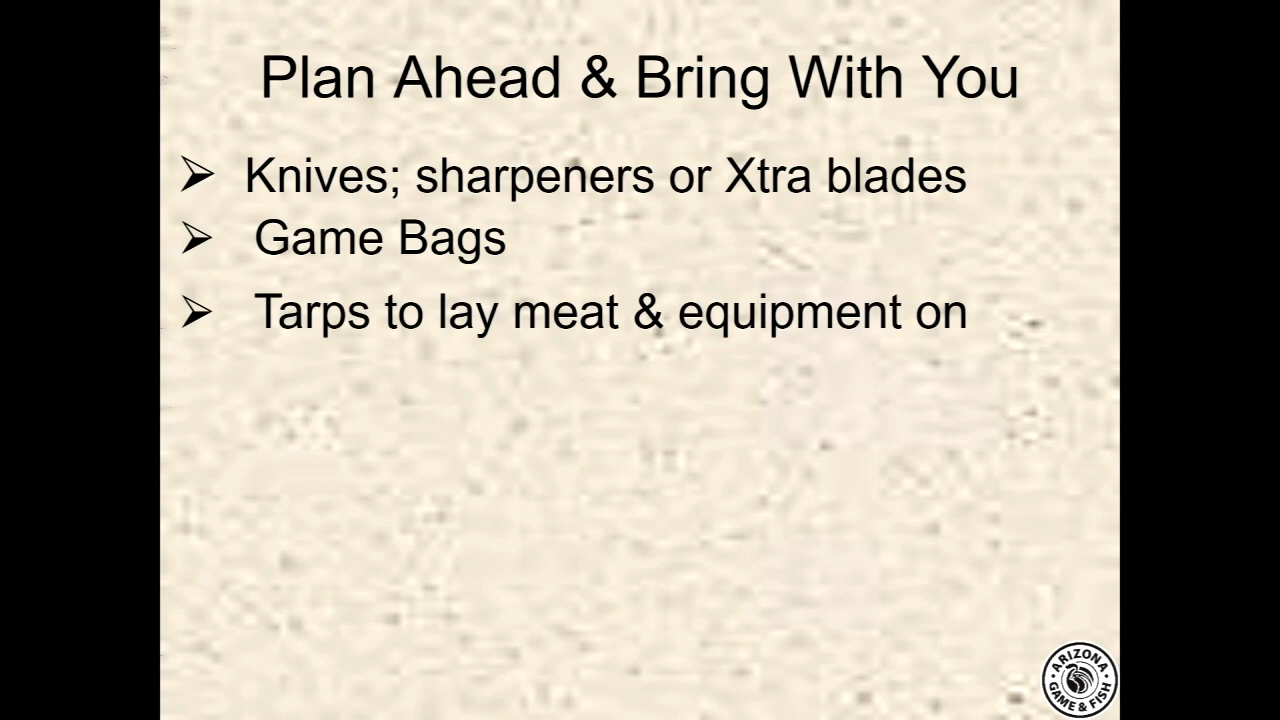 Plan Ahead & Bring With You
➢ Knives; sharpeners or Xtra blades
➢ Game Bags
➢ Tarps to lay meat & equipment on
ARIZONA
GAME & FISH